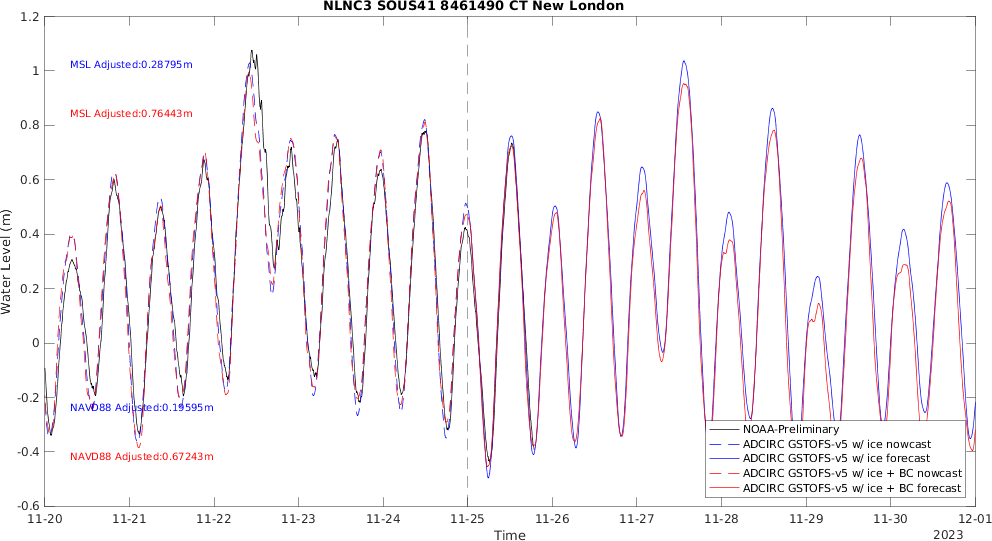 NLNC3 SOUS41 8461490 CT New London
1.2
1
0.8
0.6
0.4
0.2
0
-0.2
-0.4
-0.6
Water Level (m)
MSL Adjusted:0.28795m
MSL Adjusted:0.76443m
NAVD88 Adjusted:0.19595m
NAVD88 Adjusted:0.67243m
NOAA-Preliminary
ADCIRC GSTOFS-v5 w/ ice nowcast
ADCIRC GSTOFS-v5 w/ ice forecast
ADCIRC GSTOFS-v5 w/ ice + BC nowcast
ADCIRC GSTOFS-v5 w/ ice + BC forecast
11-20 11-21 11-22 11-23 11-24 11-25 11-26 11-27 11-28 11-29 11-30 12-01
Time
2023